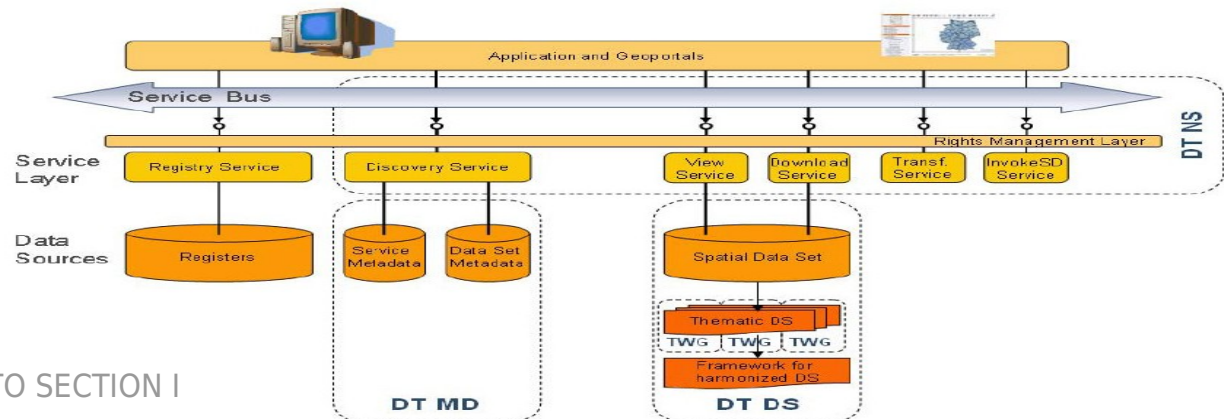 Application and Geoportals
Service Bus
DT NS
Rights Management Layer
Service
Layer
Registry Service
Discovery Service
View
Service
Download
Service
Transf.
Service
InvokeSD
Service
Data
Sources
Registers
Service
Metadata
Data Set
Metadata
Spatial Data Set
Thematic DS
TWG
TWG
TWG
Framework for
harmonized DS
TO SECTION I
DT MD
DT DS